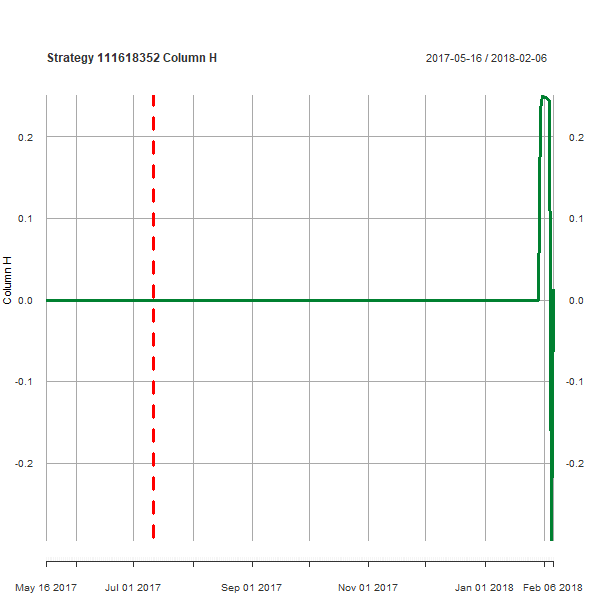 Strategy 111618352 Column H
2017-05-16 / 2018-02-06
0.2 0.2
0.1 0.1
Column H
0.0 0.0
-0.1 -0.1
-0.2 -0.2
May 16 2017 Jul 01 2017 Sep 01 2017 Nov 01 2017 Jan 01 2018 Feb 06 2018